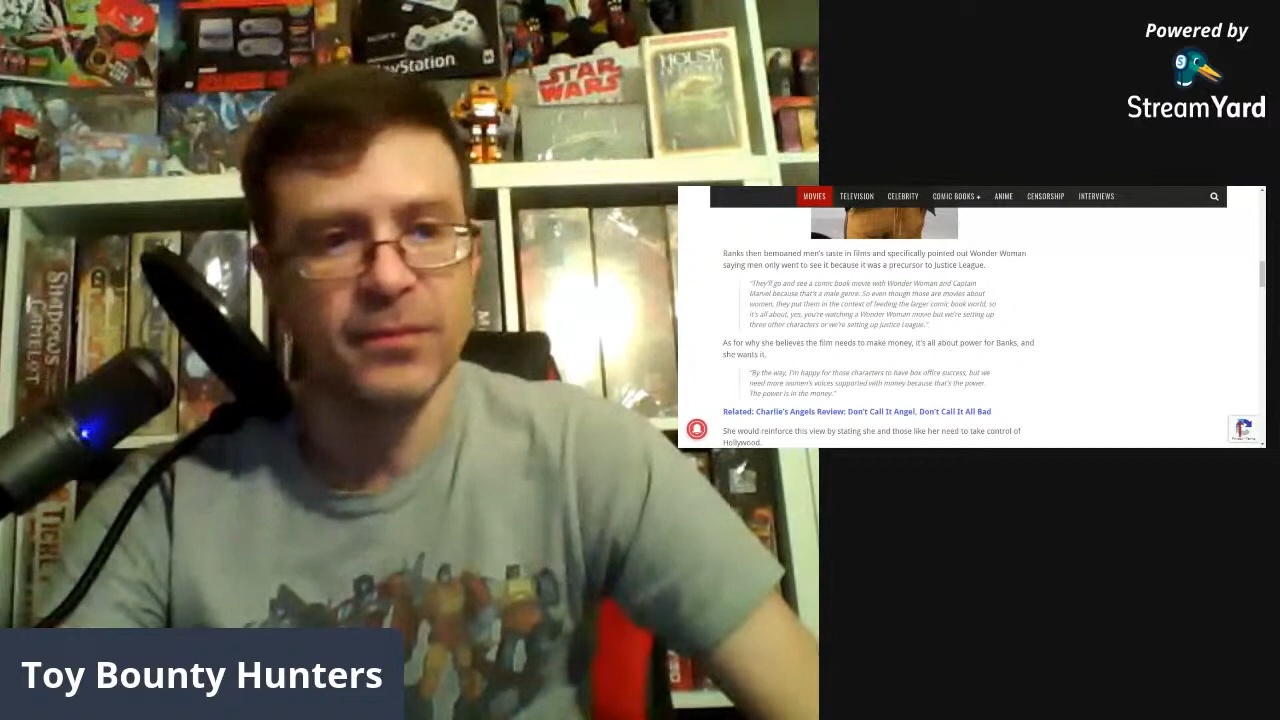 Powered by
StreamYard
PlayStation
STAR
WARS
HOUSE
SHADOWS
CAMELOT
TICKET
MOVIES TELEVISION CELEBRITY COMIC BOOKS + ANIME CENSORSHIP INTERVIEWS
Banks then bemoaned men's taste in films and specifically pointed out Wonder Woman
saying men only went to see it because it was a precursor to Justice League.
"They'll go and see a comic book movie with Wonder Woman and Captain
Marvel because that's a male genre. So even though those are movies about
women, they put them in the context of feeding the larger comic book world, so
it's all about, yes, you're watching a Wonder Woman movie but we're setting up
three other characters or we're setting up Justice League."
As for why she believes the film needs to make money, it's all about power for Banks, and
she wants it.
"By the way, I'm happy for those characters to have box office success, but we
need more women's voices supported with money because that's the power.
The power is in the money."
Related: Charlie's Angels Review: Don't Call It Angel, Don't Call It All Bad
She would reinforce this view by stating she and those like her need to take control of
Hollywood.
Privacy - Terms
Toy Bounty Hunters